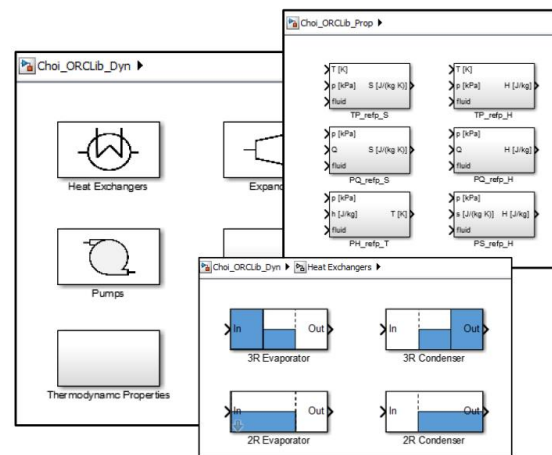 Choi_ORCLib_Prop
T [K]
p [kPa] S [J/(kg K)]
fluid
TP_refp_S
T [K]
p [kPa] H [J/kg]
fluid
TP_refp_H
p [kPa]
Q S [J/(kg K)]
fluid
PQ_refp_S
p [kPa]
Q H [J/kg]
fluid
PQ_refp_H
p [kPa]
h [J/kg] T [K]
fluid
PH_refp_T
p [kPa]
s [J/(kg K)] H [J/kg]
fluid
PS_refp_H
Choi_ORCLib_Dyn
Heat Exchangers
Expand
Pumps
Thermodynamc Properties
Choi_ORCLib_Dyn Heat Exchangers
In Out
3R Evaporator
In Out
3R Condenser
In Out
2R Evaporator
In Out
2R Condenser